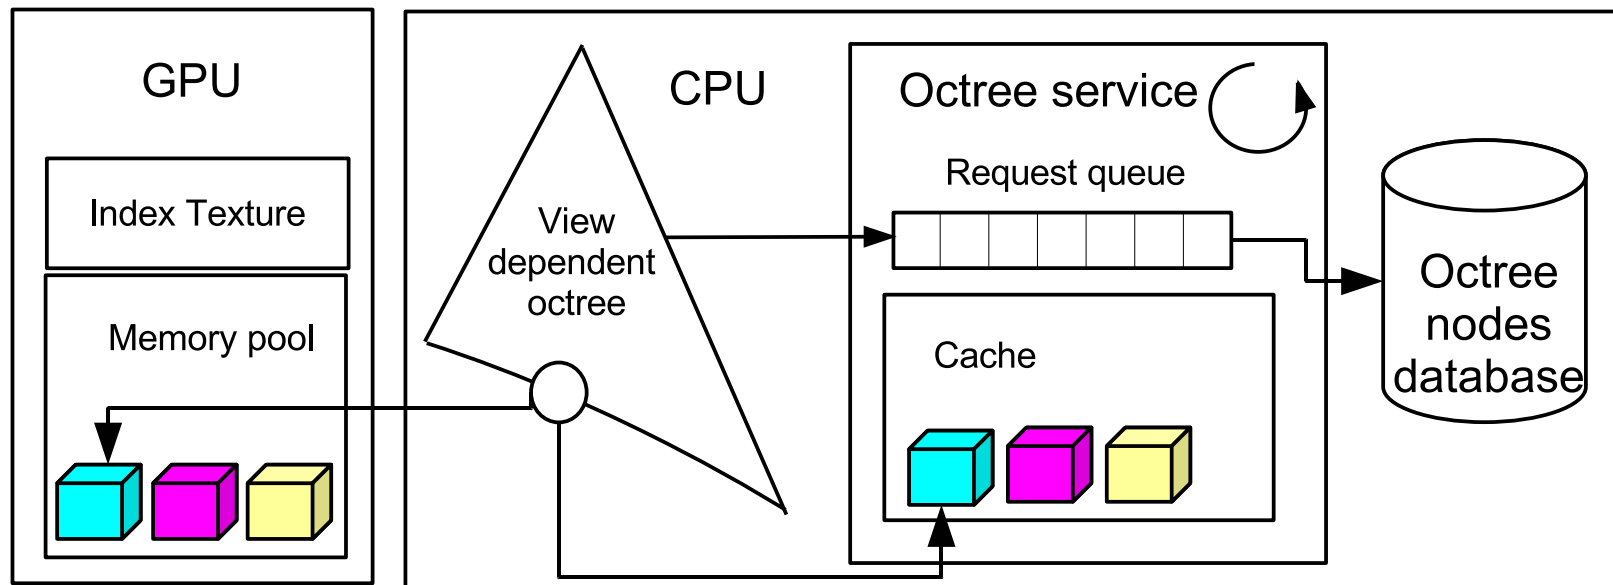 GPU
Index Texture
Memory pool
CPU
View
dependent
octree
Octree service
Request queue
Cache
Octree
nodes
database